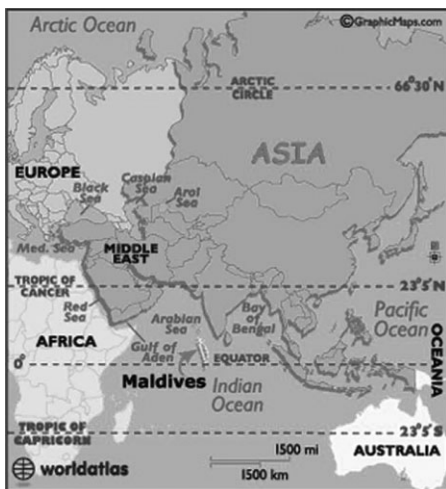 Arctic Ocean
©GraphicMaps.com
ARCTIC
CIRCLE
66°30'N
ASIA
EUROPE
Black
Sea
Caspian
Sea
Aral
Sea
Med. Sea
MIDDLE
EAST
TROPIC OF
CANCER
23°5'N
Red
Sea
Arabian
Sea
Bay
of
Bengal
Pacific
Ocean
OCEANIA
AFRICA
Gulf of
Aden
EQUATOR
0°
Maldives
Indian
Ocean
TROPIC OF
CAPRICORN
23°5'S
AUSTRALIA
worldatlas
1500 mi
1500 km